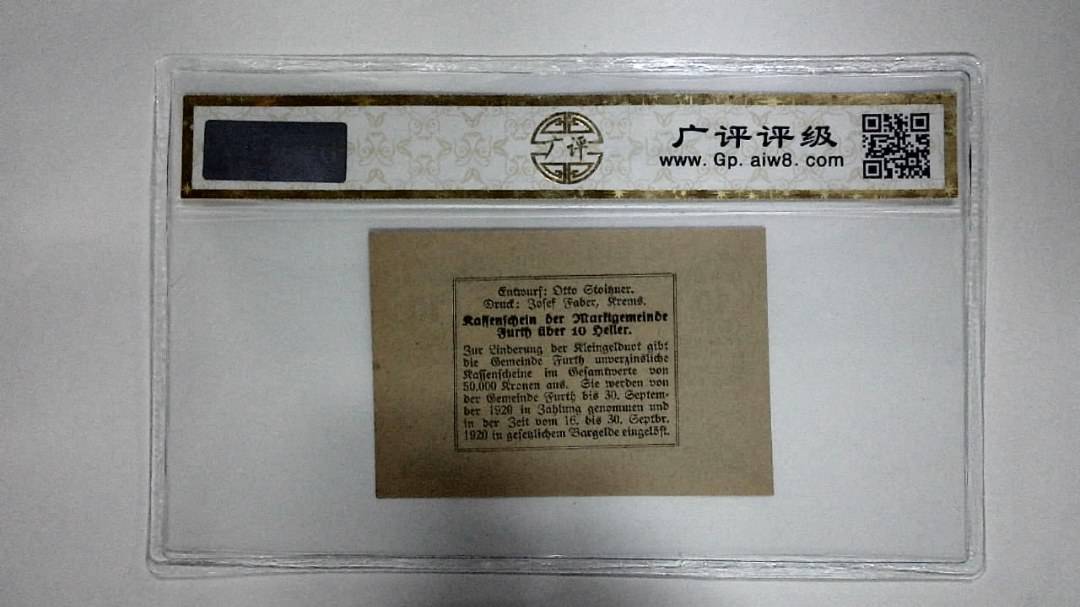 广评
广评评级
www.Gp.aiw8.com
Entwurf: Otto Stoitzner.
Druck: Josef Faber, Krems.
Kassenschein der Marktgemeinde
Furth über 10 Heller.
Zur Linderung der Kleingeldnot gibt
die Gemeinde Furth unverzinsliche
Kassenscheine im Gesamtwerte von
50,000 Kronen aus. Sie werden von
der Gemeinde Furth bis 30. Septem-
ber 1920 in Zahlung genommen und
in der Zeit vom 16. bis 30. Septbr.
1920 in gesetzlichem Bargelde eingelöst.